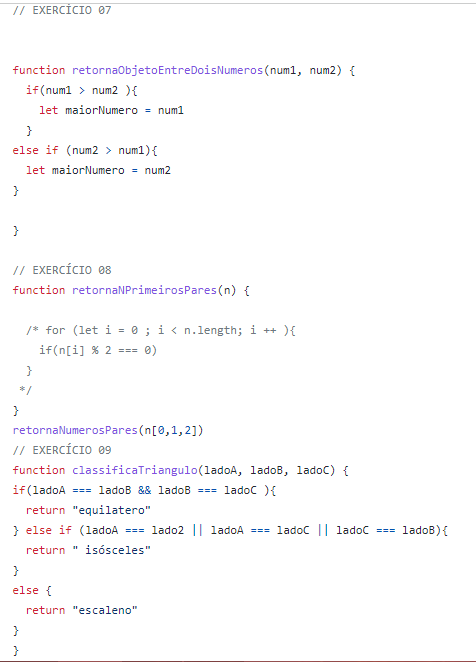 // EXERCÍCIO 07
function retornaObjetoEntreDoisNumeros(num1, num2) {
if(num1 > num2 ){
let maiorNumero = num1
}
else if (num2 > num1){
let maiorNumero = num2
}
}
// EXERCÍCIO 08
function retornaNPrimeirosPares(n) {
/* for (let i = 0 ; i < n.length; i ++ ){
if(n[i] % 2 === 0)
}
*/
}
retornaNumerosPares(n[0,1,2])
// EXERCÍCIO 09
function classificaTriangulo(ladoA, ladoB, ladoC) {
if(ladoA === ladoB && ladoB === ladoC ){
return "equilatero"
} else if (ladoA === lado2 || ladoA === ladoC || ladoC === ladoB){
return " isósceles"
}
else {
return "escaleno"
}
}